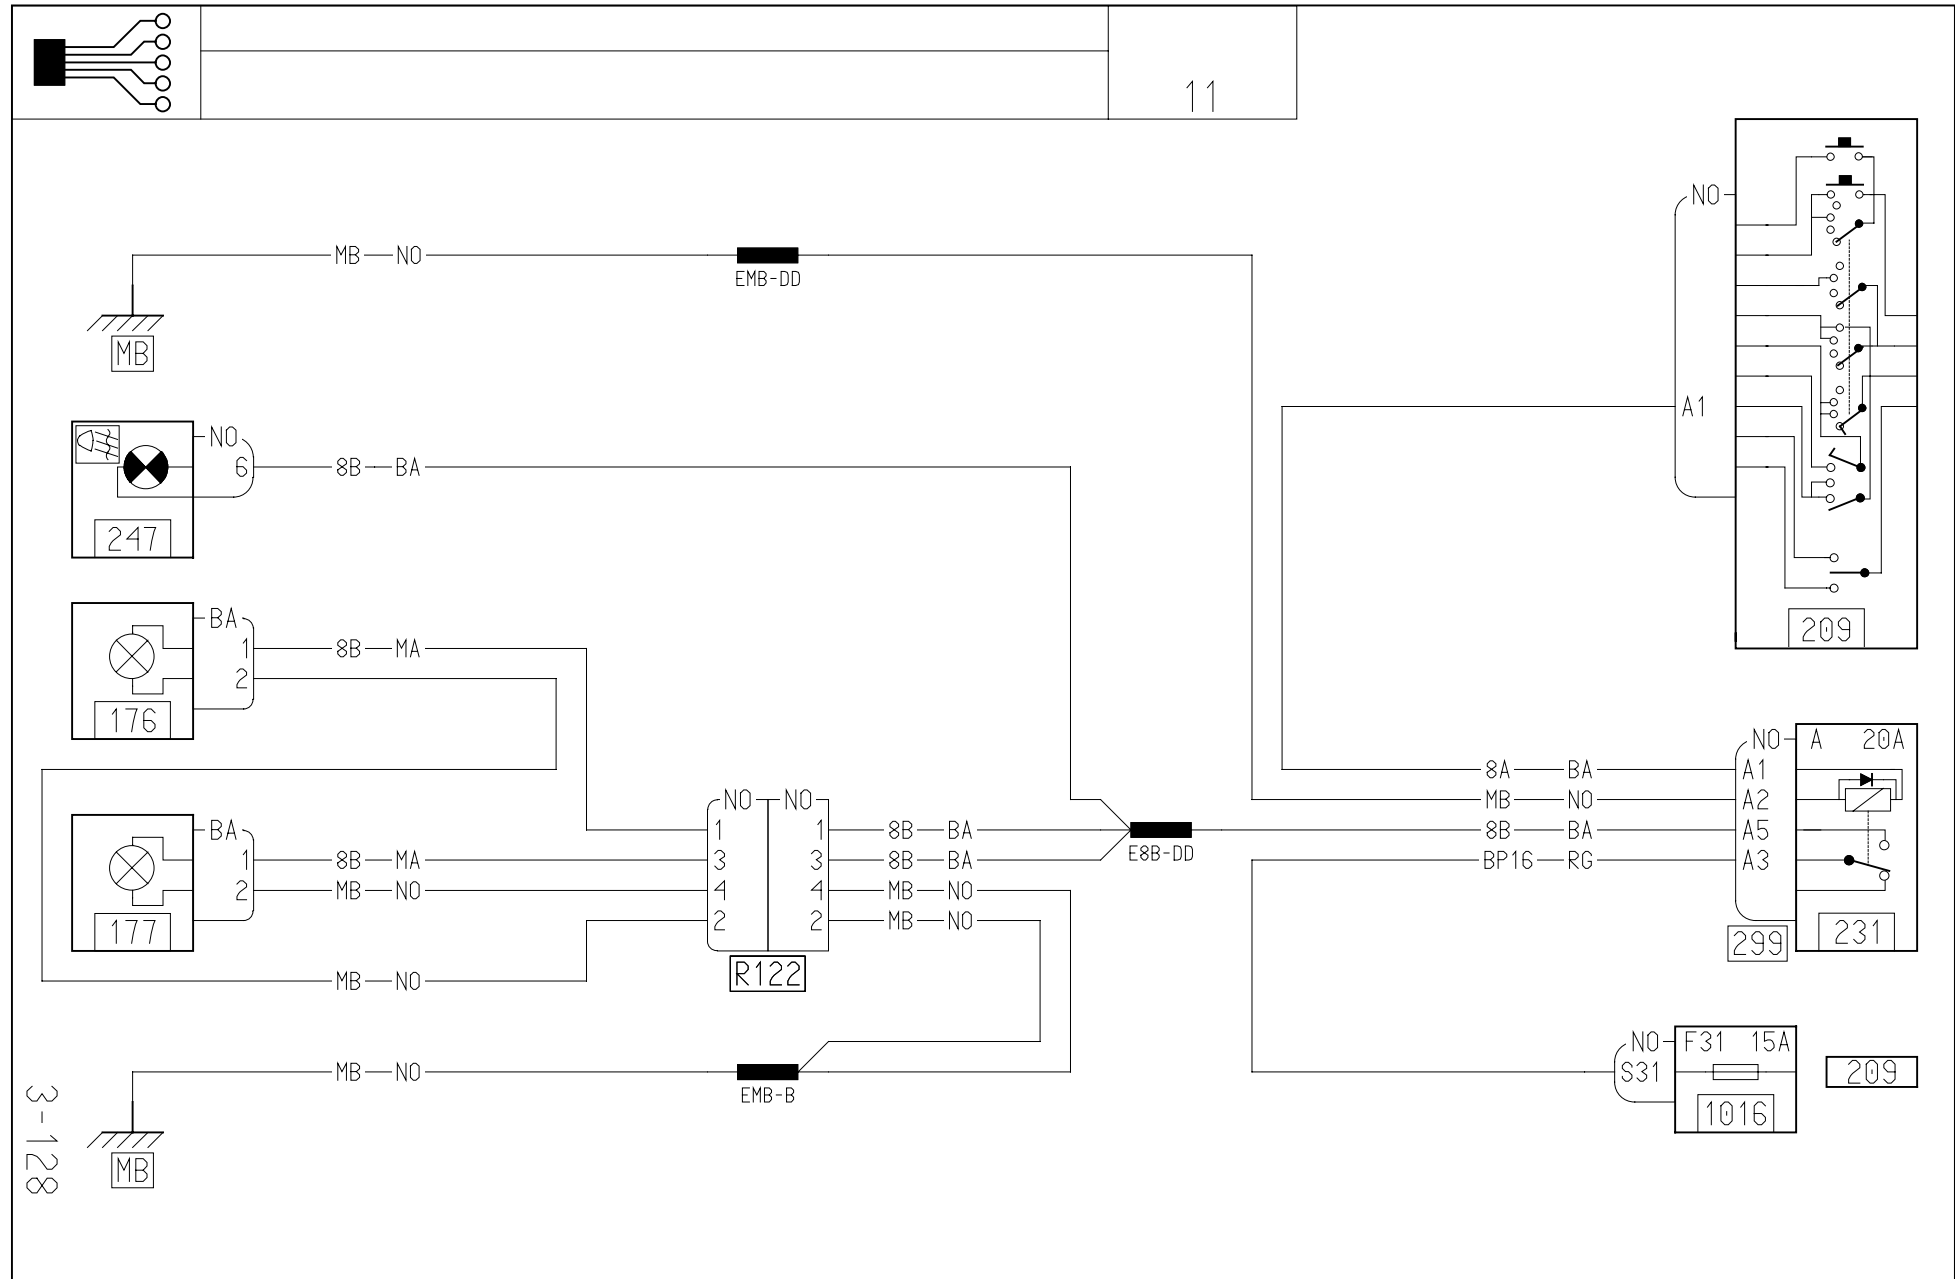 11
NO
MB NO
EMB-DD
MB
A1
NO
6
8B BA
247
BA
1
8B MA
2
176
209
NO
A 20A
A1
8A BA
A2
MB NO
A5
8B BA
A3
BP16 RG
299
231
NO NO
1 1
8B BA
3 3
8B BA
4 4
MB NO
2 2
MB NO
R122
E8B-DD
BA
1
8B MA
2
MB NO
177
MB NO
NO
F31 15A
S31
1016
209
MB NO
EMB-B
MB
3-128